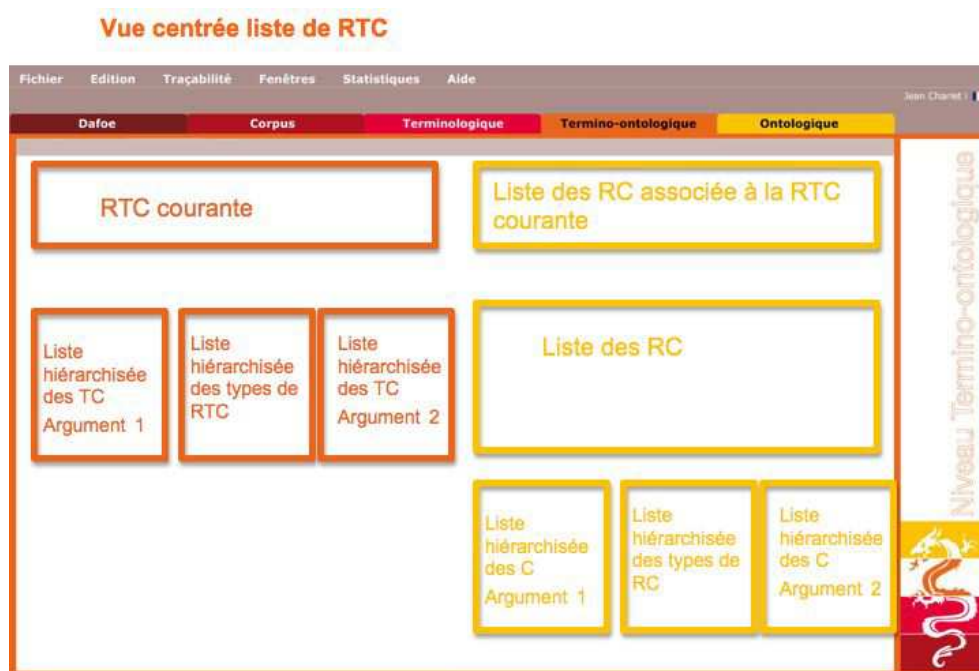 Vue centrée liste de RTC
Fichier Edition Traçabilité Fenêtres Statistiques Aide
Jean Charlet |
Dafoe Corpus Terminologique Termino-ontologique Ontologique
RTC courante
Liste des RC associée à la RTC
courante
Liste
hiérarchisée
des TC
Argument 1
Liste
hiérarchisée
des types de
RTC
Liste
hiérarchisée
des TC
Argument 2
Liste des RC
Liste
hiérarchisée
des C
Argument 1
Liste
hiérarchisée
des types de
RC
Liste
hiérarchisée
des C
Argument 2
Niveau Termino-ontologique